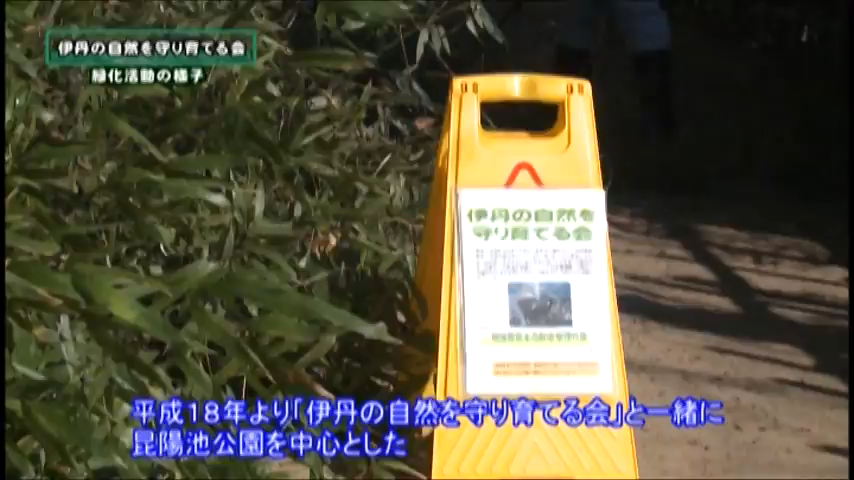 伊丹の自然を守り育てる会
緑化活動の様子
伊丹の自然を
守り育てる会
平成18年より「伊丹の自然を守り育てる会」と一緒に
昆陽池公園を中心とした